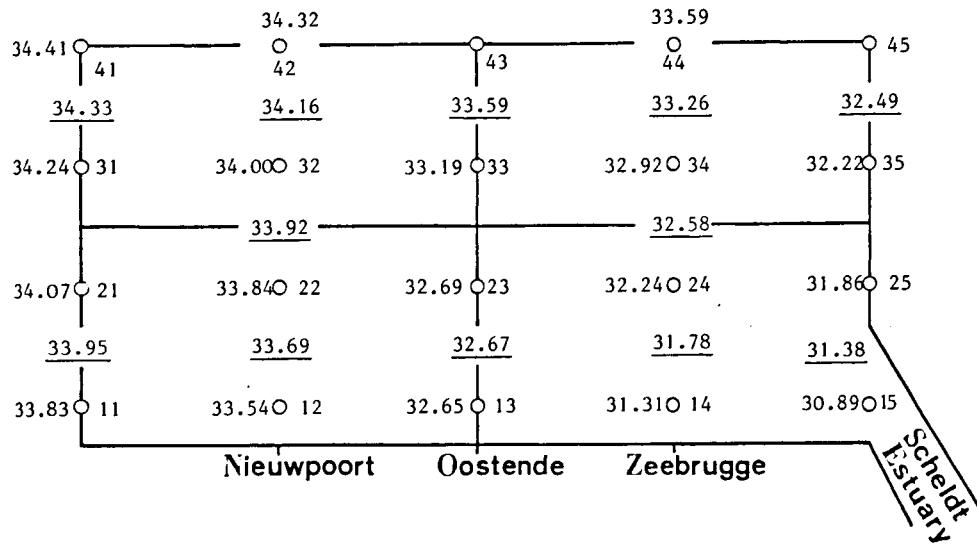 34.32 33.59
34.41 45
41 42 43 44
34.33 34.16 33.59 33.26 32.49
34.24 31 34.00 32 33.19 33 32.92 34 32.22 35
33.92 32.58
34.07 21 33.84 22 32.69 23 32.24 24 31.86 25
33.95 33.69 32.67 31.78 31.38
33.83 11 33.54 12 32.65 13 31.31 14 30.89 15
Nieuwpoort Oostende Zeebrugge
Scheldt
Estuary